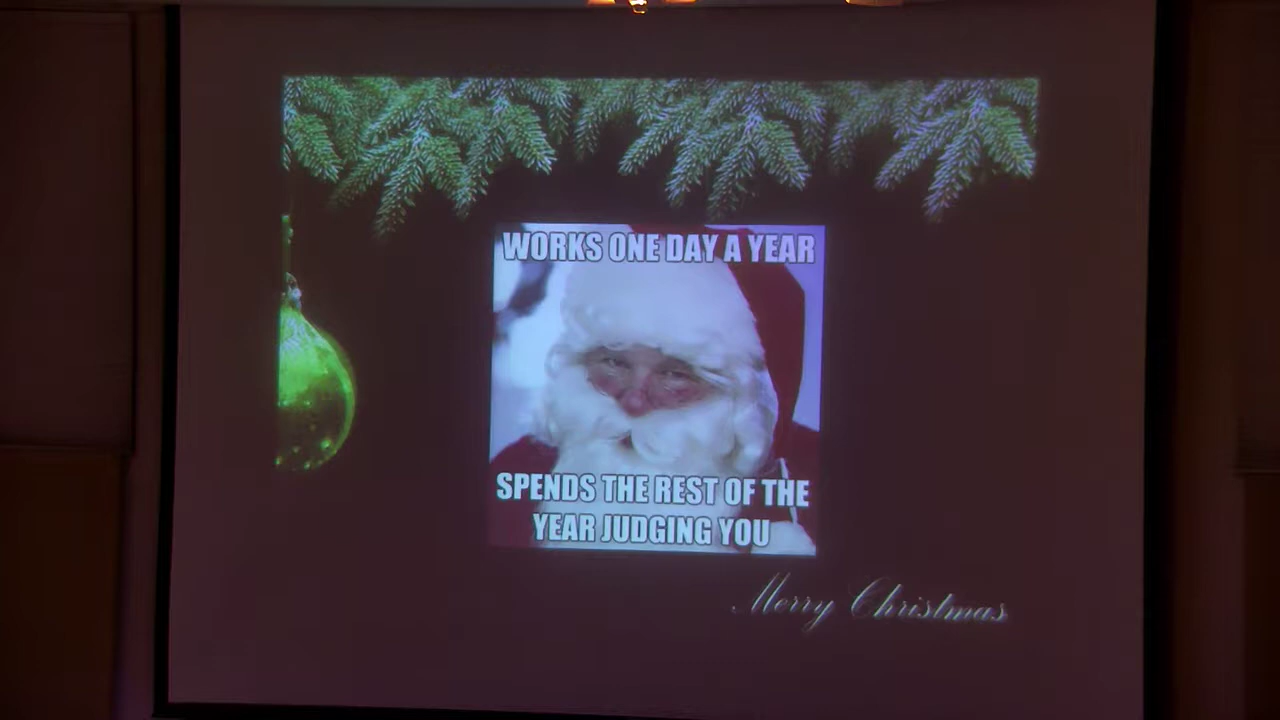 WORKS ONE DAY A YEAR
SPENDS THE REST OF THE
YEAR JUDGING YOU
Merry Christmas